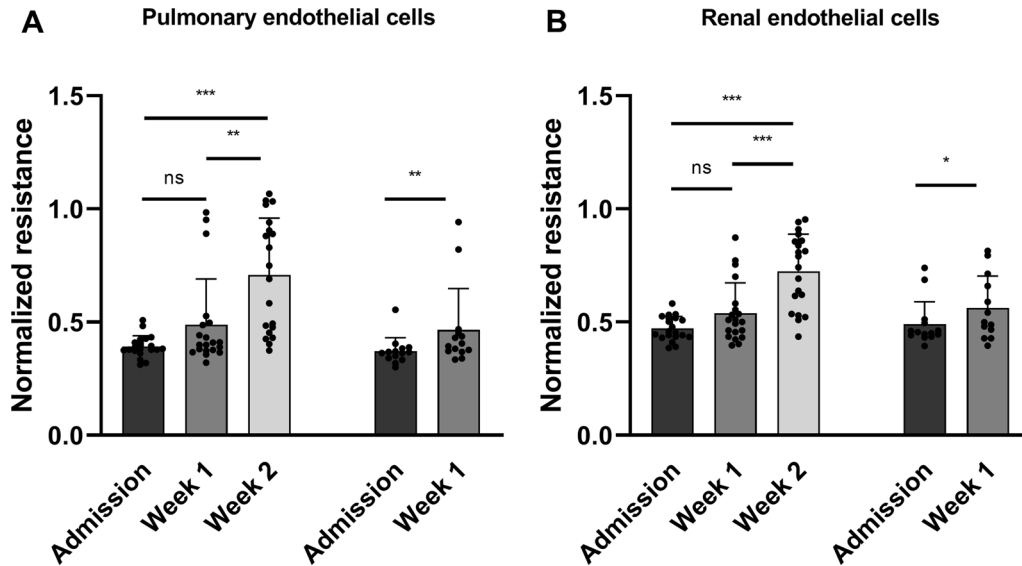 A
Pulmonary endothelial cells
Normalized resistance
1.5
1.0
0.5
0.0
***
**
ns
**
Admission
Week 1
Week 2
Admission
Week 1
B
Renal endothelial cells
Normalized resistance
1.5
1.0
0.5
0.0
***
***
ns
*
Admission
Week 1
Week 2
Admission
Week 1